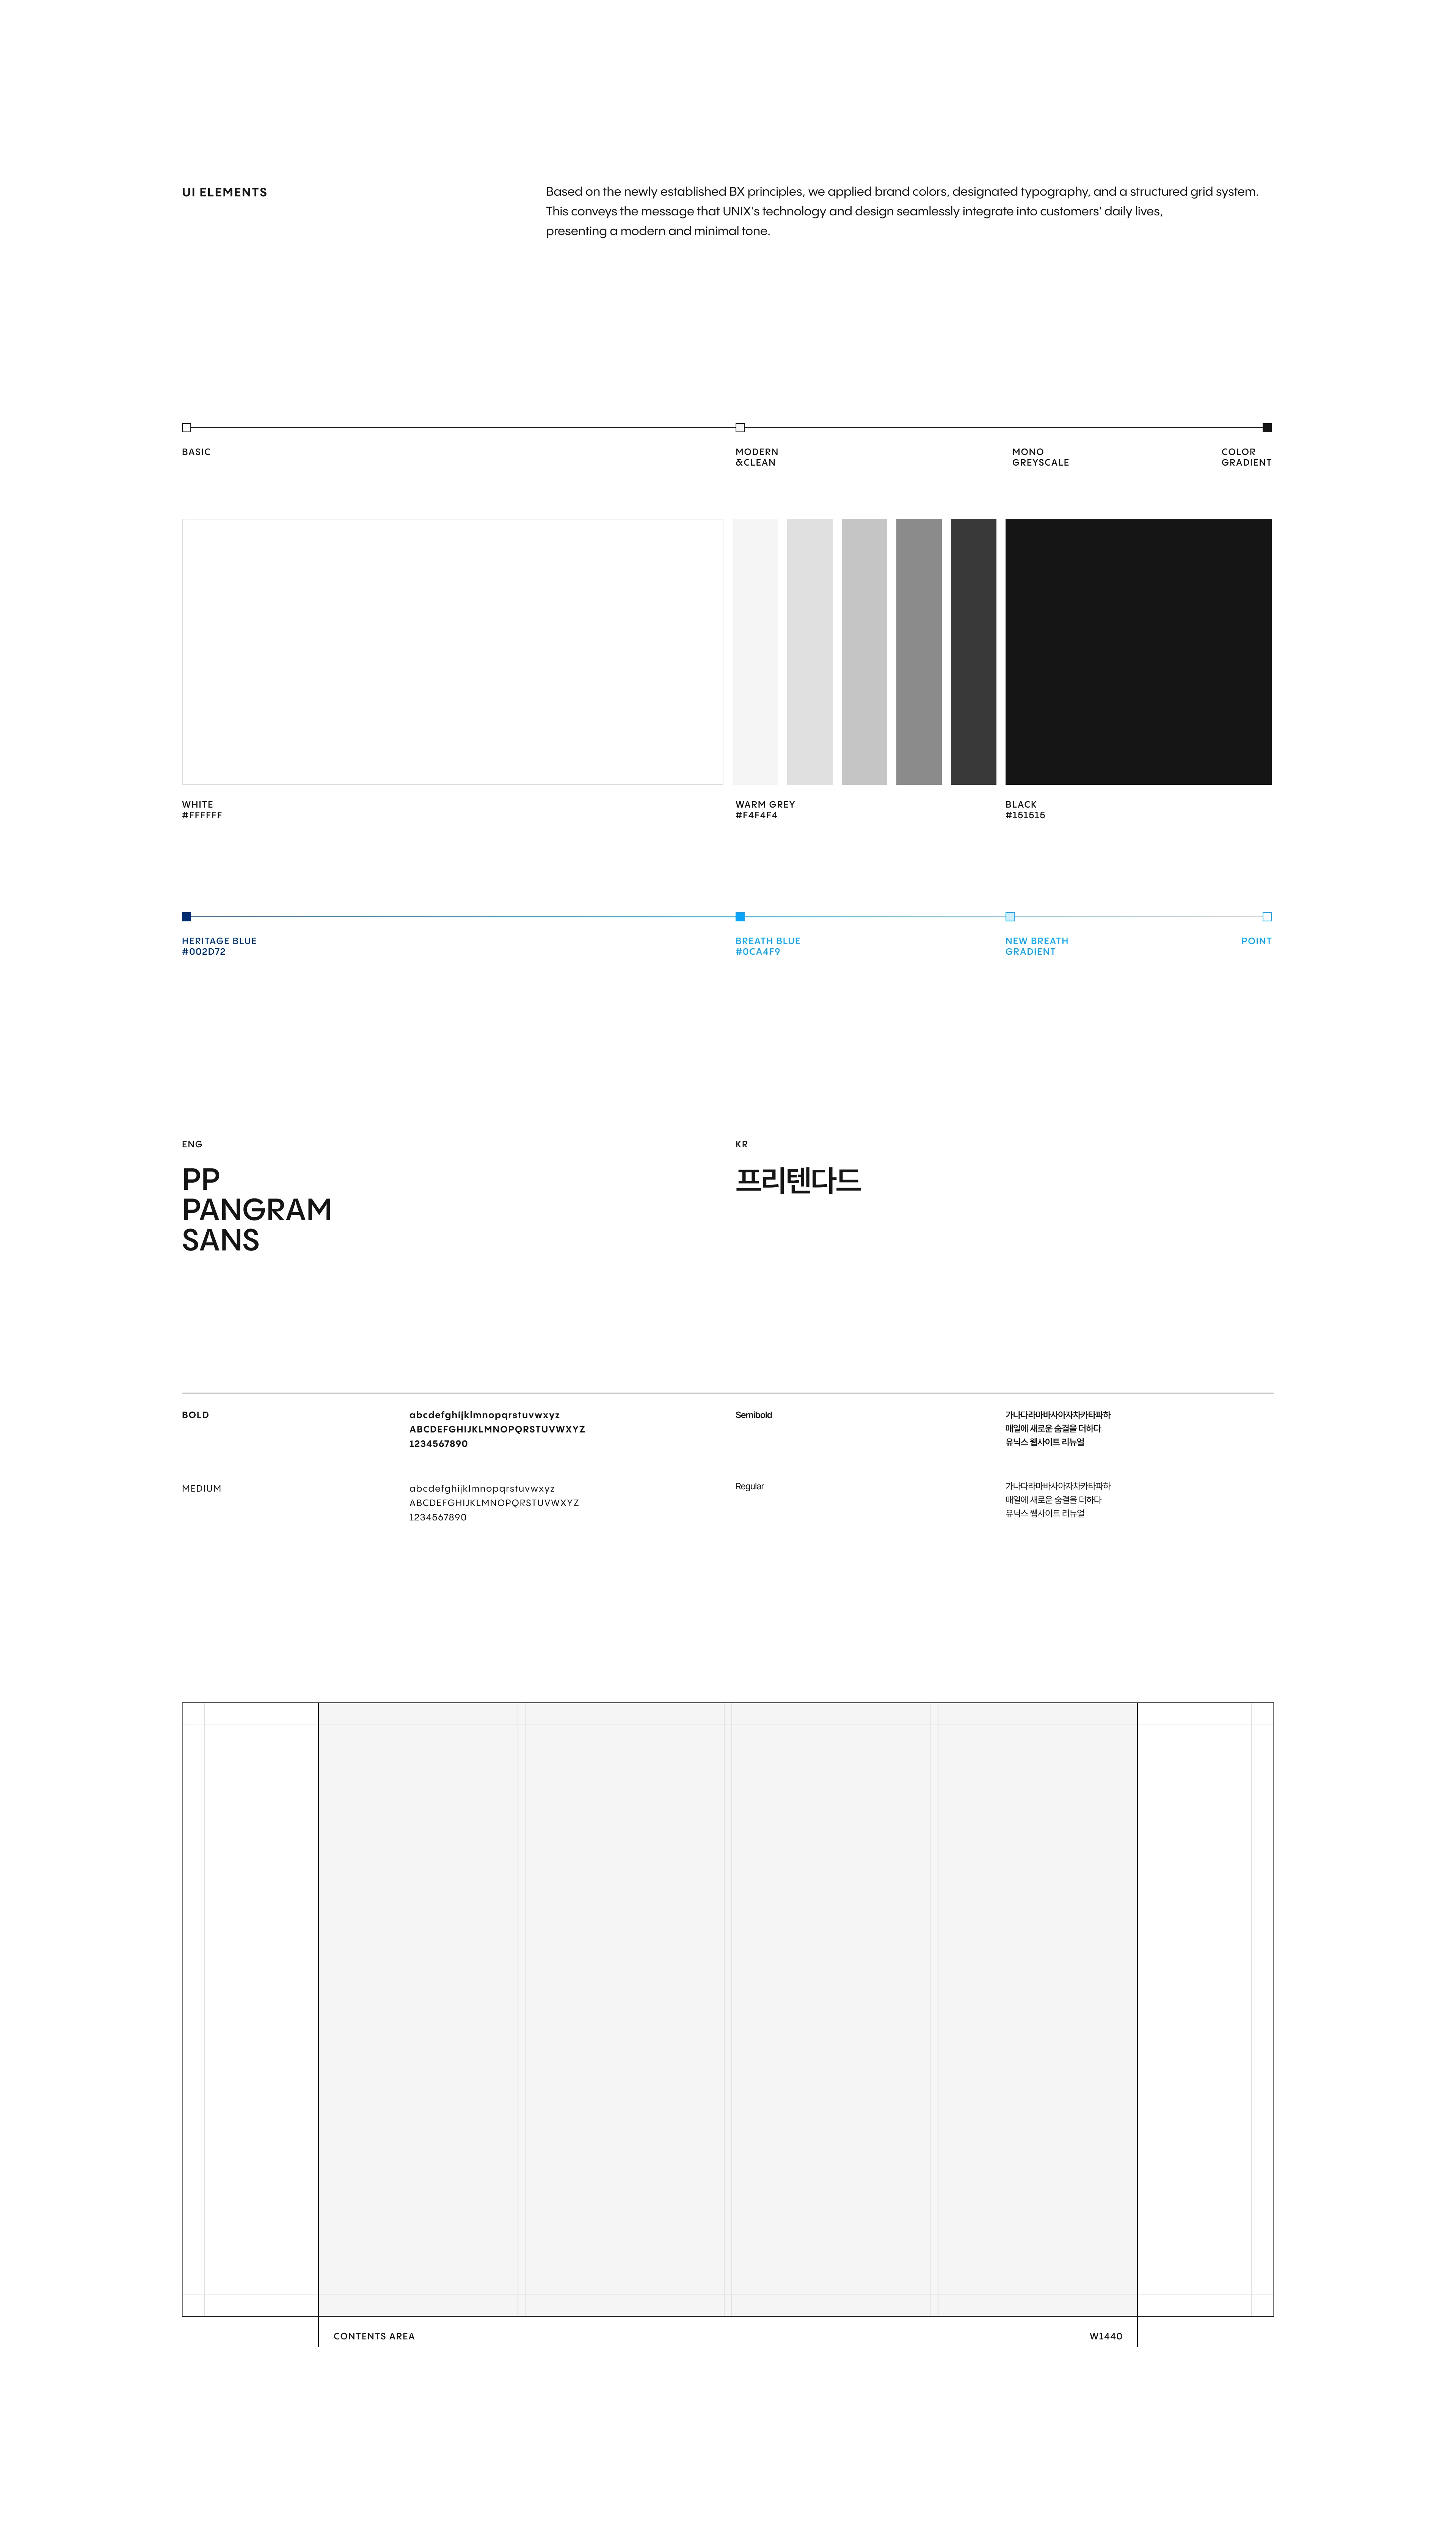 UI ELEMENTS
Based on the newly established BX principles, we applied brand colors, designated typography, and a structured grid system.
This conveys the message that UNIX's technology and design seamlessly integrate into customers' daily lives,
presenting a modern and minimal tone.
BASIC
MODERN
&CLEAN
MONO
GREYSCALE
COLOR
GRADIENT
WHITE
#FFFFFF
WARM GREY
#F4F4F4
BLACK
#151515
HERITAGE BLUE
#002D72
BREATH BLUE
#0CA4F9
NEW BREATH
GRADIENT
POINT
ENG
PP
PANGRAM
SANS
KR
프리텐다드
BOLD
abcdefghijklmnopqrstuvwxyz
ABCDEFGHIJKLMNOPQRSTUVWXYZ
1234567890
Semibold
가나다라마바사아자차카타파하
매일에 새로운 숨결을 더하다
유닉스 웹사이트 리뉴얼
MEDIUM
abcdefghijklmnopqrstuvwxyz
ABCDEFGHIJKLMNOPQRSTUVWXYZ
1234567890
Regular
가나다라마바사아자차카타파하
매일에 새로운 숨결을 더하다
유닉스 웹사이트 리뉴얼
CONTENTS AREA
W1440